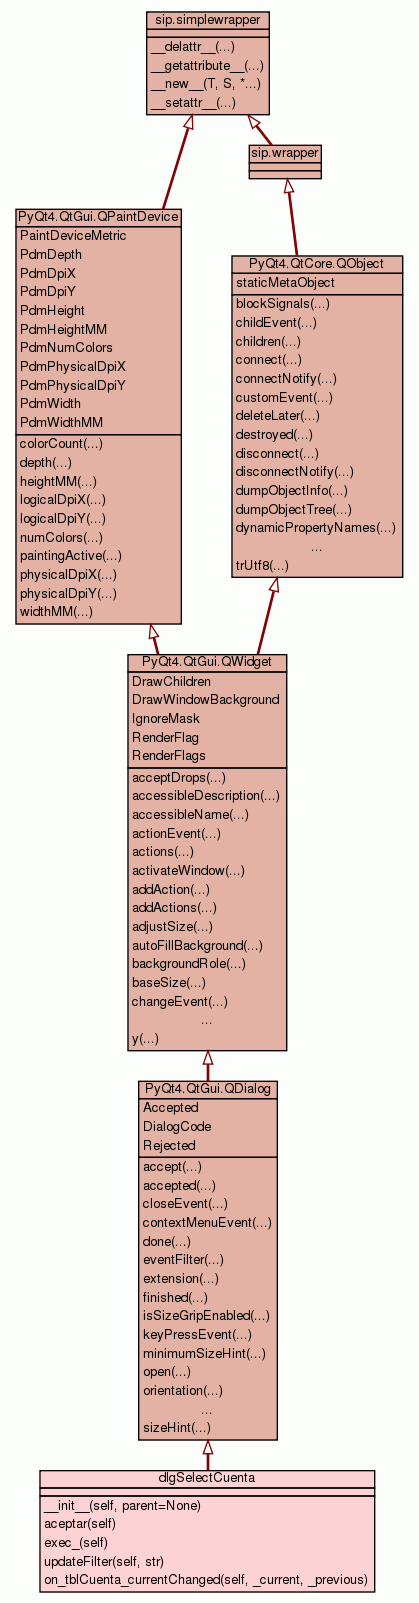 sip.simplewrapper
__delattr__(...)
__getattribute__(...)
__new__(T, S, *...)
__setattr__(...)
sip.wrapper
PyQt4.QtGui.QPaintDevice
PaintDeviceMetric
PdmDepth
PdmDpiX
PdmDpiY
PdmHeight
PdmHeightMM
PdmNumColors
PdmPhysicalDpiX
PdmPhysicalDpiY
PdmWidth
PdmWidthMM
colorCount(...)
depth(...)
heightMM(...)
logicalDpiX(...)
logicalDpiY(...)
numColors(...)
paintingActive(...)
physicalDpiX(...)
physicalDpiY(...)
widthMM(...)
PyQt4.QtCore.QObject
staticMetaObject
blockSignals(...)
childEvent(...)
children(...)
connect(...)
connectNotify(...)
customEvent(...)
deleteLater(...)
destroyed(...)
disconnect(...)
disconnectNotify(...)
dumpObjectInfo(...)
dumpObjectTree(...)
dynamicPropertyNames(...)
...
trUtf8(...)
PyQt4.QtGui.QWidget
DrawChildren
DrawWindowBackground
IgnoreMask
RenderFlag
RenderFlags
acceptDrops(...)
accessibleDescription(...)
accessibleName(...)
actionEvent(...)
actions(...)
activateWindow(...)
addAction(...)
addActions(...)
adjustSize(...)
autoFillBackground(...)
backgroundRole(...)
baseSize(...)
changeEvent(...)
...
y(...)
PyQt4.QtGui.QDialog
Accepted
DialogCode
Rejected
accept(...)
accepted(...)
closeEvent(...)
contextMenuEvent(...)
done(...)
eventFilter(...)
extension(...)
finished(...)
isSizeGripEnabled(...)
keyPressEvent(...)
minimumSizeHint(...)
open(...)
orientation(...)
...
sizeHint(...)
dlgSelectCuenta
__init__(self, parent=None)
aceptar(self)
exec_(self)
updateFilter(self, str)
on_tblCuenta_currentChanged(self, _current, _previous)